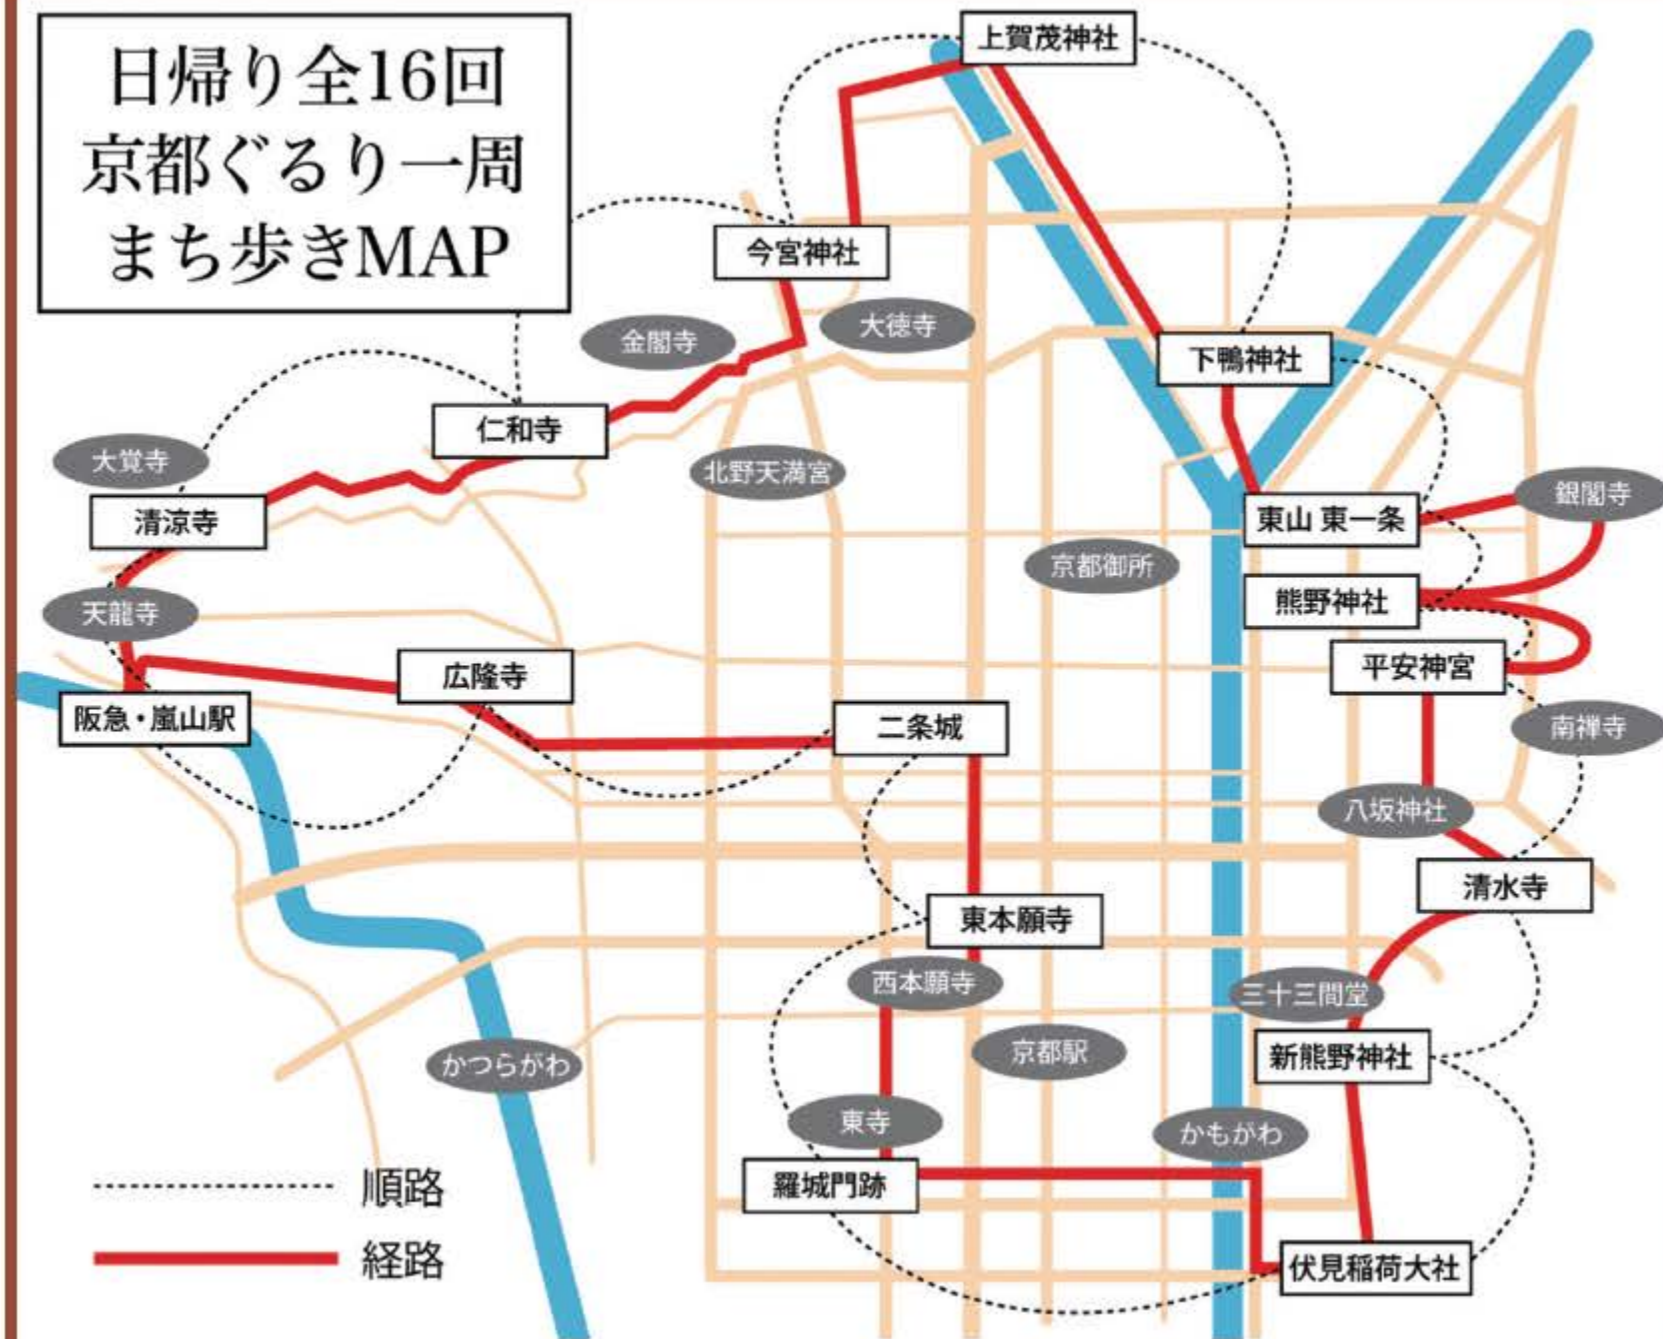 日帰り全16回
京都ぐるり一周
まち歩きMAP
上賀茂神社
今宮神社
大徳寺
金閣寺
下鴨神社
仁和寺
大覚寺
北野天満宮
銀閣寺
清涼寺
東山 東一条
京都御所
熊野神社
天龍寺
平安神宮
広隆寺
阪急・嵐山駅
二条城
南禅寺
八坂神社
清水寺
東本願寺
西本願寺
三十三間堂
京都駅
新熊野神社
かつらがわ
東寺
かもがわ
羅城門跡
順路
経路
伏見稲荷大社